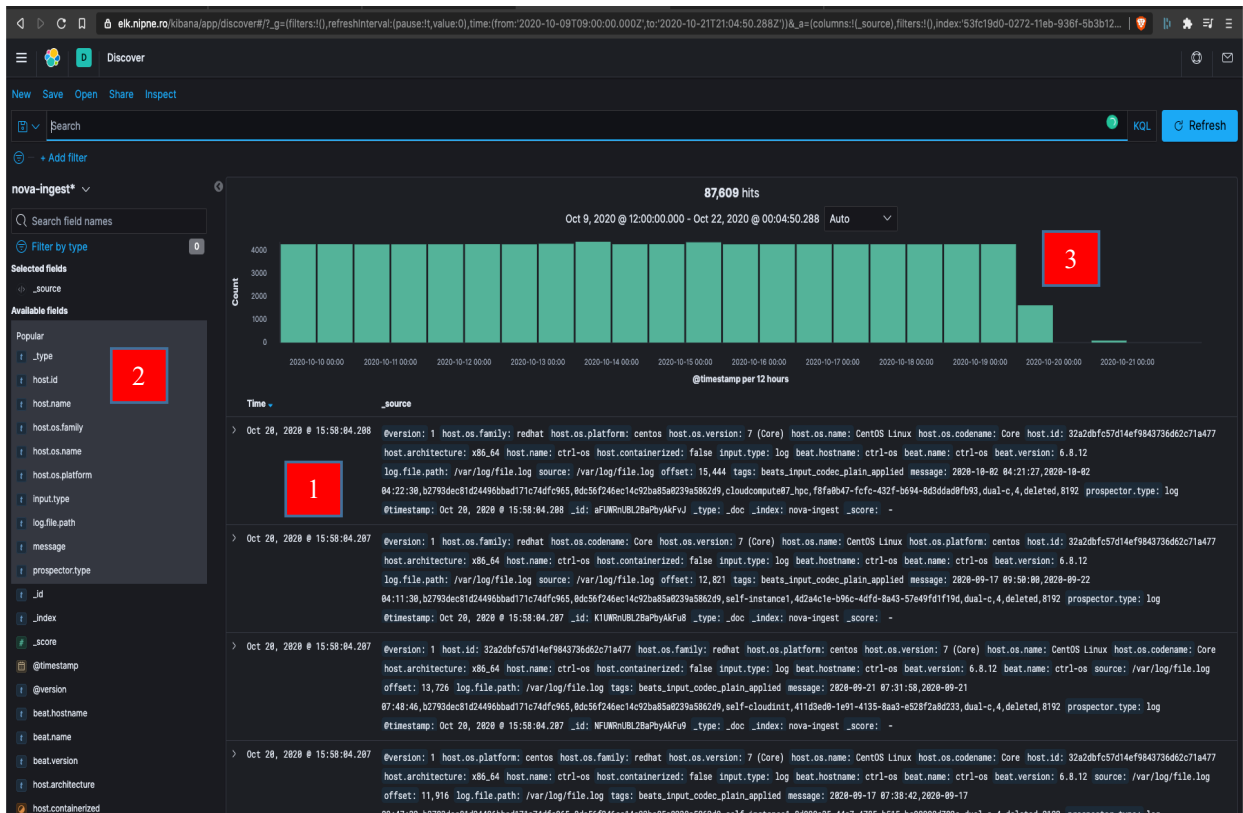 elk.nipne.ro/kibana/app/discover#/?_g=(filters:!(),refreshInterval:(pause:!t,value:0),time:(from:'2020-10-09T09:00:00.000Z',to:'2020-10-21T21:04:50.288Z'))&_a=(columns:!(_source),filters:!(),index:'53fc19d0-0272-11eb-936f-5b3b12...
D Discover
New Save Open Share Inspect
Search KQL Refresh
+ Add filter
nova-ingest*
87,609 hits
Oct 9, 2020 @ 12:00:00.000 - Oct 22, 2020 @ 00:04:50.288 Auto
Search field names
Filter by type 0
Selected fields
_source
Available fields
Popular
t _type
t host.id
t host.name
t host.os.family
t host.os.name
t host.os.platform
t input.type
t log.file.path
t message
t prospector.type
t _id
t _index
# _score
@timestamp
t @version
t beat.hostname
t beat.name
t beat.version
t host.architecture
host.containerized
2
Count
4000
3000
2000
1000
0
3
2020-10-10 00:00 2020-10-11 00:00 2020-10-12 00:00 2020-10-13 00:00 2020-10-14 00:00 2020-10-15 00:00 2020-10-16 00:00 2020-10-17 00:00 2020-10-18 00:00 2020-10-19 00:00 2020-10-20 00:00 2020-10-21 00:00
@timestamp per 12 hours
Time _source
1
Oct 20, 2020 @ 15:58:04.208 @version: 1 host.os.family: redhat host.os.platform: centos host.os.version: 7 (Core) host.os.name: CentOS Linux host.os.codename: Core host.id: 32a2dbfc57d14ef9843736d62c71a477
host.architecture: x86_64 host.name: ctrl-os host.containerized: false input.type: log beat.hostname: ctrl-os beat.name: ctrl-os beat.version: 6.8.12
log.file.path: /var/log/file.log source: /var/log/file.log offset: 15,444 tags: beats_input_codec_plain_applied message: 2020-10-02 04:21:27,2020-10-02
04:22:30,b2793dec81d24496bbad171c74dfc965,0dc56f246ec14c92ba85a0239a5862d9,cloudcompute07_hpc,f8fa0b47-fcfc-432f-b694-8d3ddad0fb93,dual-c,4,deleted,8192 prospector.type: log
@timestamp: Oct 20, 2020 @ 15:58:04.208 _id: aFUWRnUBL2BaPbyAkFvJ _type: _doc _index: nova-ingest _score: -
Oct 20, 2020 @ 15:58:04.207 @version: 1 host.os.family: redhat host.os.codename: Core host.os.version: 7 (Core) host.os.name: CentOS Linux host.os.platform: centos host.id: 32a2dbfc57d14ef9843736d62c71a477
host.architecture: x86_64 host.name: ctrl-os host.containerized: false input.type: log beat.hostname: ctrl-os beat.name: ctrl-os beat.version: 6.8.12
log.file.path: /var/log/file.log source: /var/log/file.log offset: 12,821 tags: beats_input_codec_plain_applied message: 2020-09-17 09:50:00,2020-09-22
04:11:30,b2793dec81d24496bbad171c74dfc965,0dc56f246ec14c92ba85a0239a5862d9,self-instance1,4d2a4c1e-b96c-4dfd-8a43-57e49fd1f19d,dual-c,4,deleted,8192 prospector.type: log
@timestamp: Oct 20, 2020 @ 15:58:04.207 _id: K1UWRnUBL2BaPbyAkFu8 _type: _doc _index: nova-ingest _score: -
Oct 20, 2020 @ 15:58:04.207 @version: 1 host.id: 32a2dbfc57d14ef9843736d62c71a477 host.os.family: redhat host.os.platform: centos host.os.version: 7 (Core) host.os.name: CentOS Linux host.os.codename: Core
host.architecture: x86_64 host.name: ctrl-os host.containerized: false input.type: log beat.hostname: ctrl-os beat.version: 6.8.12 beat.name: ctrl-os source: /var/log/file.log
offset: 13,726 log.file.path: /var/log/file.log tags: beats_input_codec_plain_applied message: 2020-09-21 07:31:58,2020-09-21
07:48:46,b2793dec81d24496bbad171c74dfc965,0dc56f246ec14c92ba85a0239a5862d9,self-cloudinit,411d3ed0-1e91-4135-8aa3-e528f2a8d233,dual-c,4,deleted,8192 prospector.type: log
@timestamp: Oct 20, 2020 @ 15:58:04.207 _id: NFUWRnUBL2BaPbyAkFu9 _type: _doc _index: nova-ingest _score: -
Oct 20, 2020 @ 15:58:04.207 @version: 1 host.os.platform: centos host.os.family: redhat host.os.version: 7 (Core) host.os.name: CentOS Linux host.os.codename: Core host.id: 32a2dbfc57d14ef9843736d62c71a477
host.architecture: x86_64 host.name: ctrl-os host.containerized: false input.type: log beat.hostname: ctrl-os beat.name: ctrl-os beat.version: 6.8.12 source: /var/log/file.log
offset: 11,916 log.file.path: /var/log/file.log tags: beats_input_codec_plain_applied message: 2020-09-17 07:38:42,2020-09-17